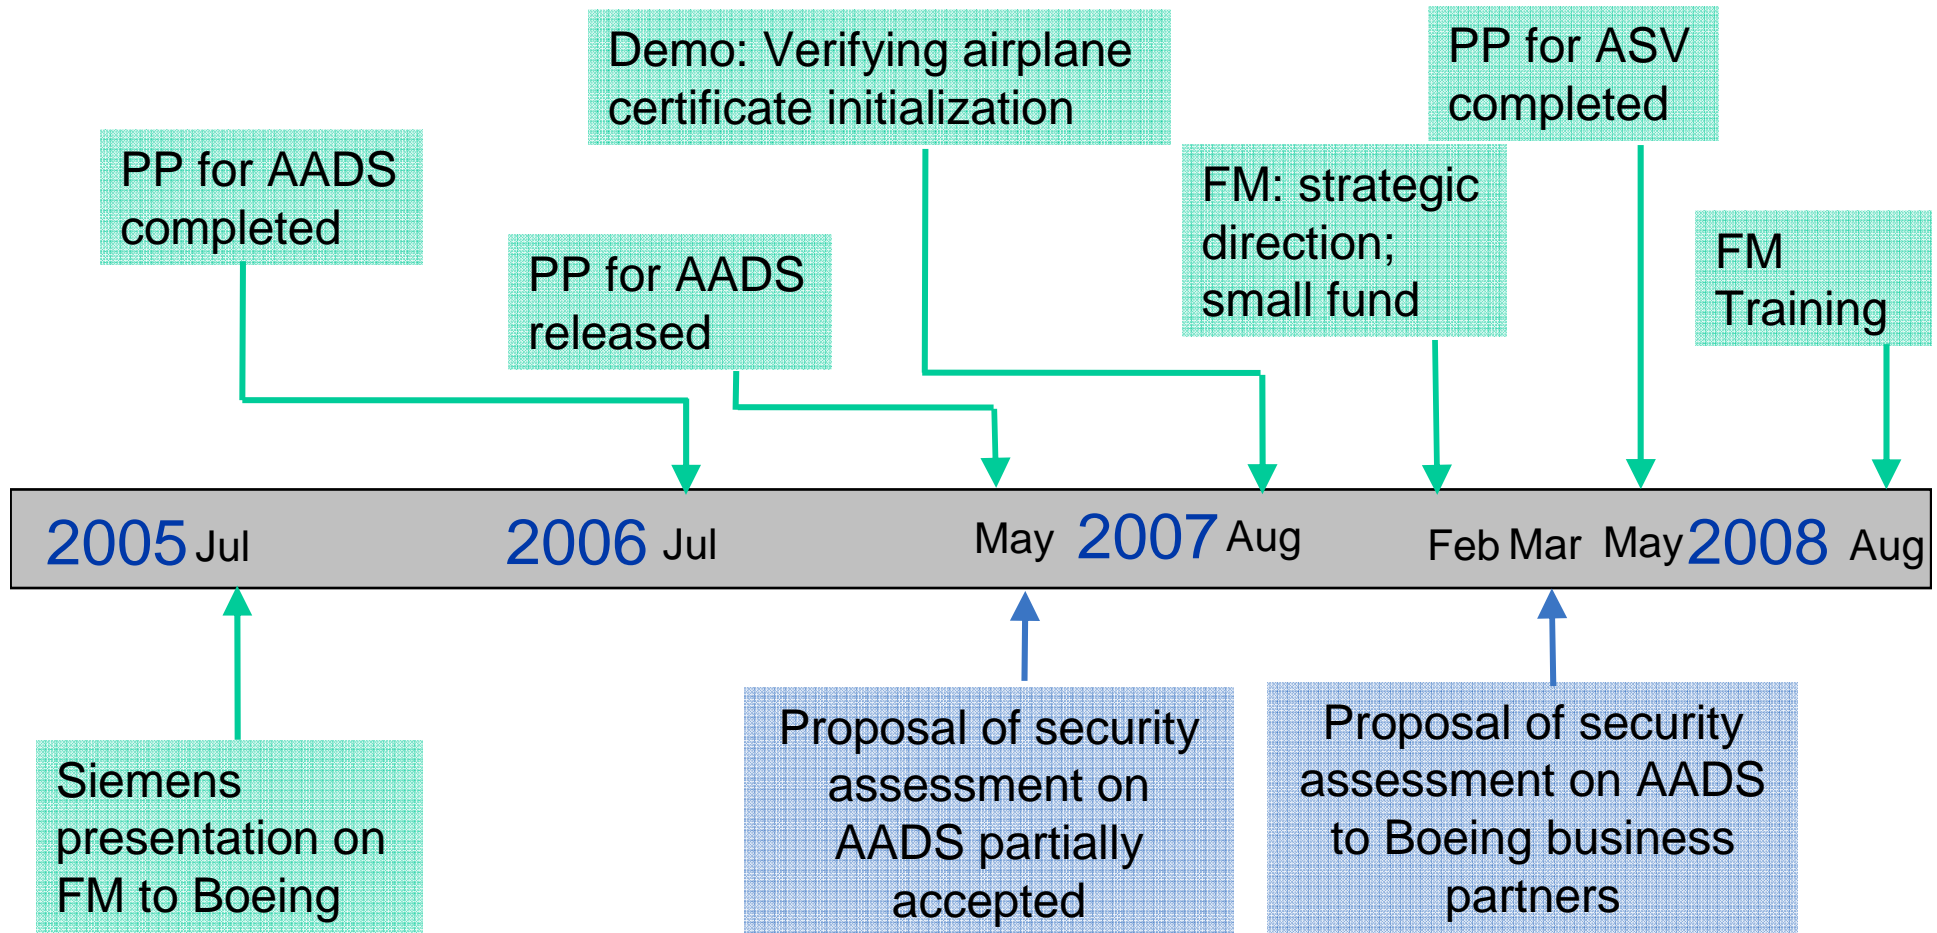 Demo: Verifying airplane
certificate initialization
PP for ASV
completed
PP for AADS
completed
FM: strategic
direction;
small fund
PP for AADS
released
FM
Training
2005 Jul 2006 Jul May 2007 Aug Feb Mar May 2008 Aug
Siemens
presentation on
FM to Boeing
Proposal of security
assessment on
AADS partially
accepted
Proposal of security
assessment on AADS
to Boeing business
partners